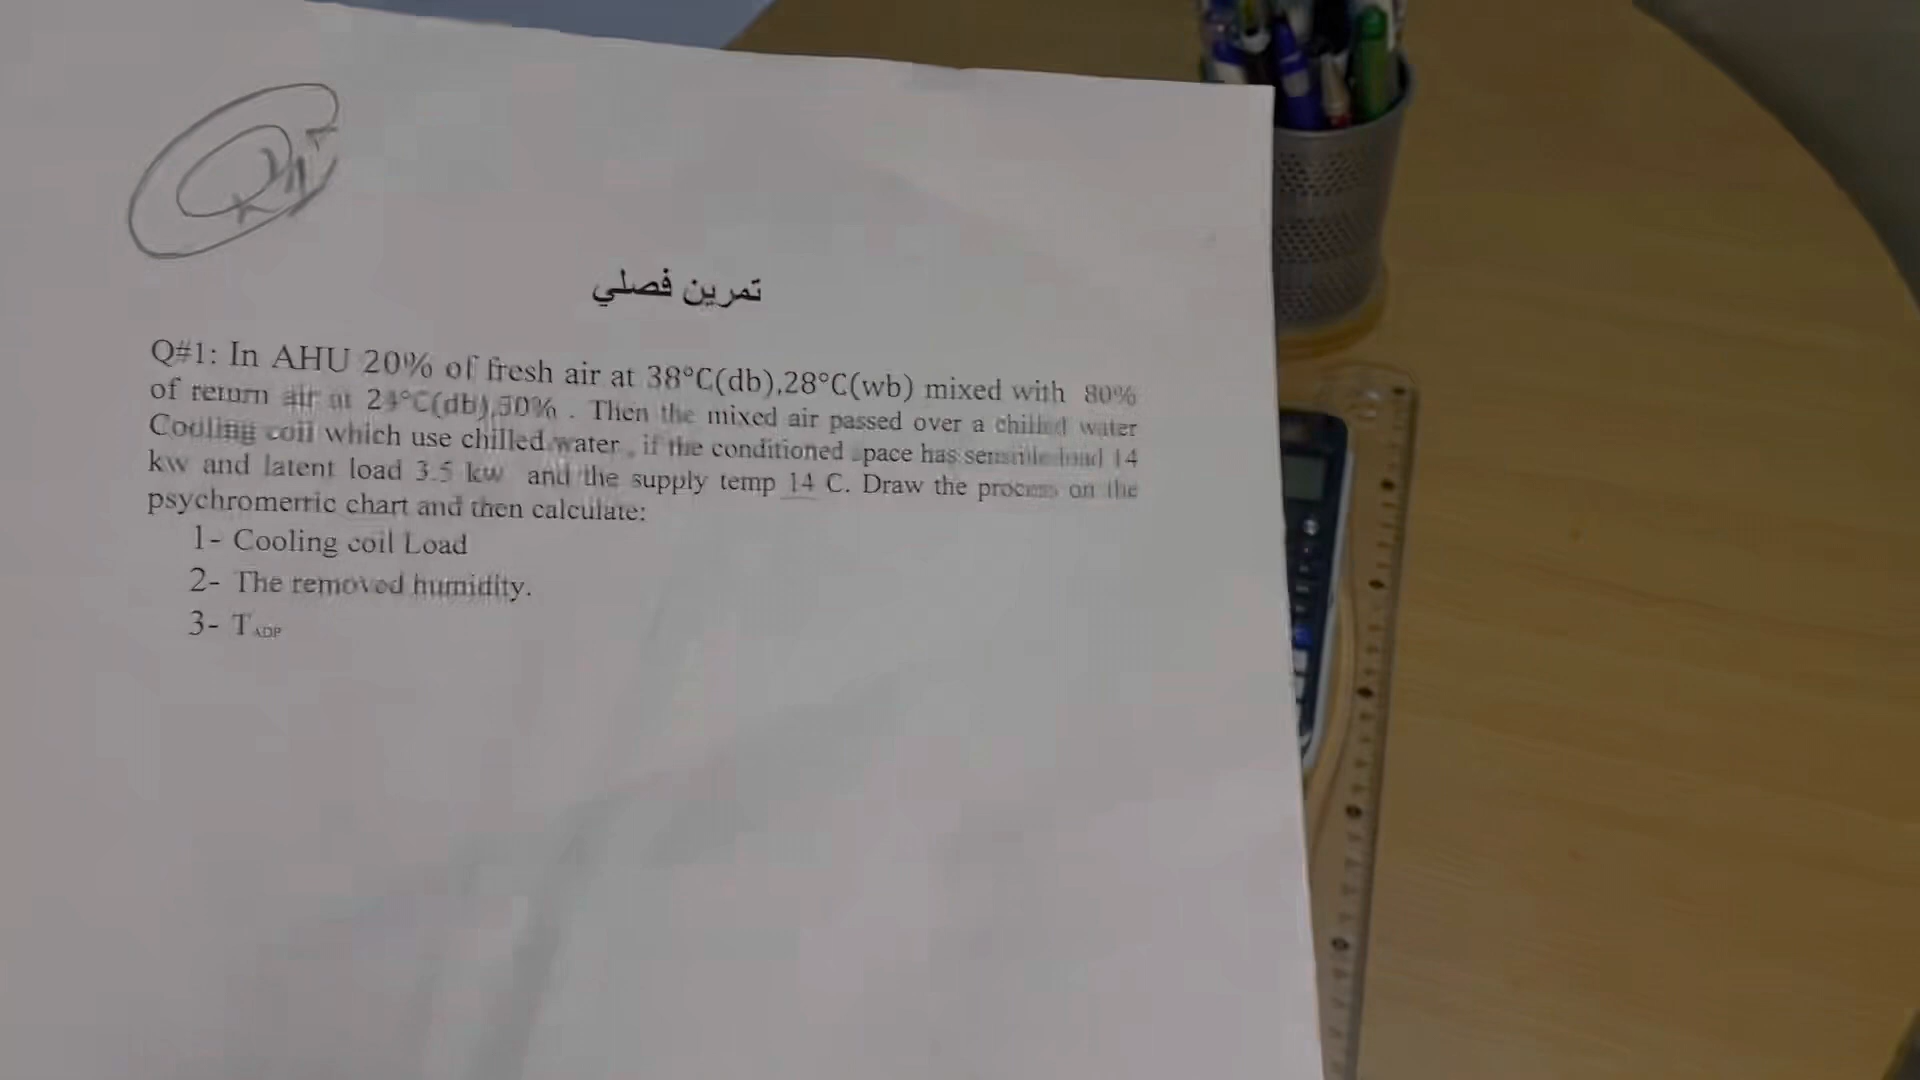 تمرين فصلي
Q#1: In AHU 20% of fresh air at 38°C(db),28°C(wb) mixed with 80%
of return air at 24°C(db),50% . Then the mixed air passed over a chilled water
Cooling coil which use chilled water , if the conditioned space has sensible load 14
kw and latent load 3.5 kw and the supply temp 14 C. Draw the process on the
psychrometric chart and then calculate:
1- Cooling coil Load
2- The removed humidity.
3- TADP